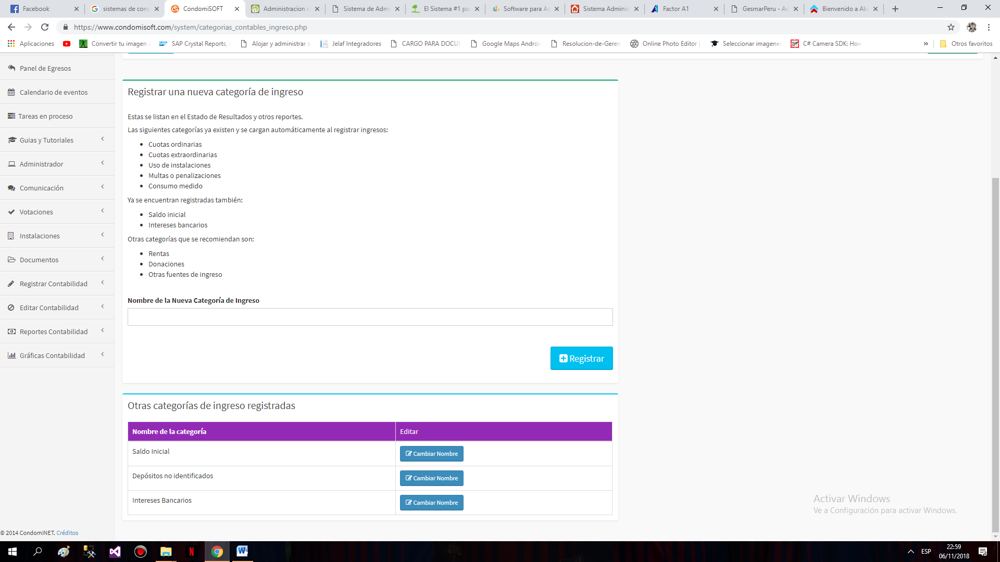 Facebook
sistemas de con
CondomiSOFT
Administracion c
Sistema de Admi
El Sistema #1 pa
Software para A
Sistema Adminis
Factor A1
GesmarPeru - A
Bienvenido a Ab
https://www.condomisoft.com/system/categorias_contables_ingreso.php
Aplicaciones
Convertir tu imagen
SAP Crystal Reports,
Alojar y administrar s
Jelaf Integradores
CARGO PARA DOCU
Google Maps Androi
Resolucion-de-Geren
Online Photo Editor |
Seleccionar imagenes
C# Camera SDK: How
»
Otros favoritos
Panel de Egresos
Calendario de eventos
Tareas en proceso
Guias y Tutoriales
Administrador
Comunicación
Votaciones
Instalaciones
Documentos
Registrar Contabilidad
Editar Contabilidad
Reportes Contabilidad
Gráficas Contabilidad
© 2014 CondomiNET. Créditos
Registrar una nueva categoría de ingreso
Estas se listan en el Estado de Resultados y otros reportes.
Las siguientes categorías ya existen y se cargan automáticamente al registrar ingresos:
• Cuotas ordinarias
• Cuotas extraordinarias
• Uso de instalaciones
• Multas o penalizaciones
• Consumo medido
Ya se encuentran registradas también:
• Saldo inicial
• Intereses bancarios
Otras categorías que se recomiendan son:
• Rentas
• Donaciones
• Otras fuentes de ingreso
Nombre de la Nueva Categoría de Ingreso
Registrar
Otras categorías de ingreso registradas
Nombre de la categoría Editar
Saldo Inicial Cambiar Nombre
Depósitos no identificados Cambiar Nombre
Intereses Bancarios Cambiar Nombre
Activar Windows
Ve a Configuración para activar Windows.
ESP
22:59
06/11/2018